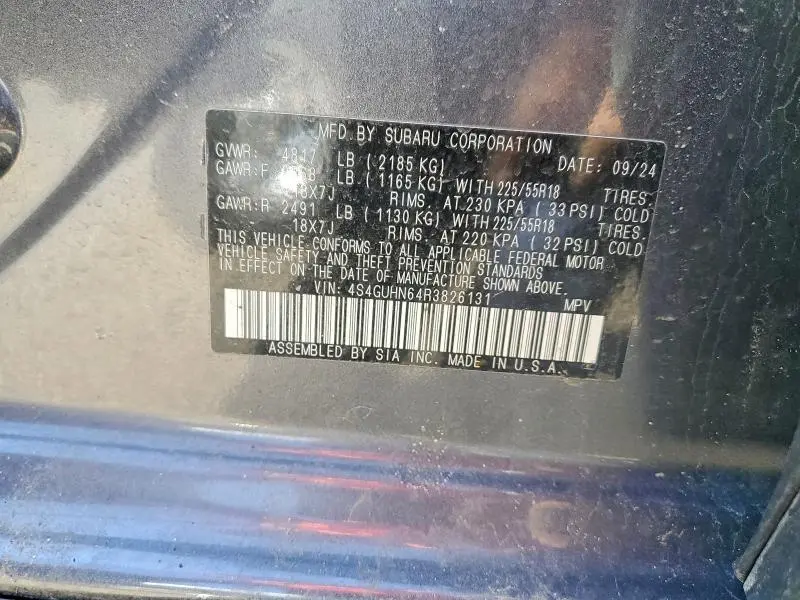 MFD BY SUBARU CORPORATION
GVWR: 4817 LB ( 2185 KG) DATE: 09/24
GAWR:F LB ( 1165 KG) WITH 225/55R18 TIRES.
18X7J RIMS. AT 230 KPA ( 33 PSI) COLD
GAWR:R 2491 LB ( 1130 KG) WITH 225/55R18 TIRES.
18X7J RIMS. AT 220 KPA ( 32 PSI) COLD
THIS VEHICLE CONFORMS TO ALL APPLICABLE FEDERAL MOTOR
VEHICLE SAFETY AND THEFT PREVENTION STANDARDS
IN EFFECT ON THE DATE OF MANUFACTURE SHOWN ABOVE.
VIN: 4S4GUHN64R3826131 MPV
ASSEMBLED BY SIA INC. MADE IN U.S.A.